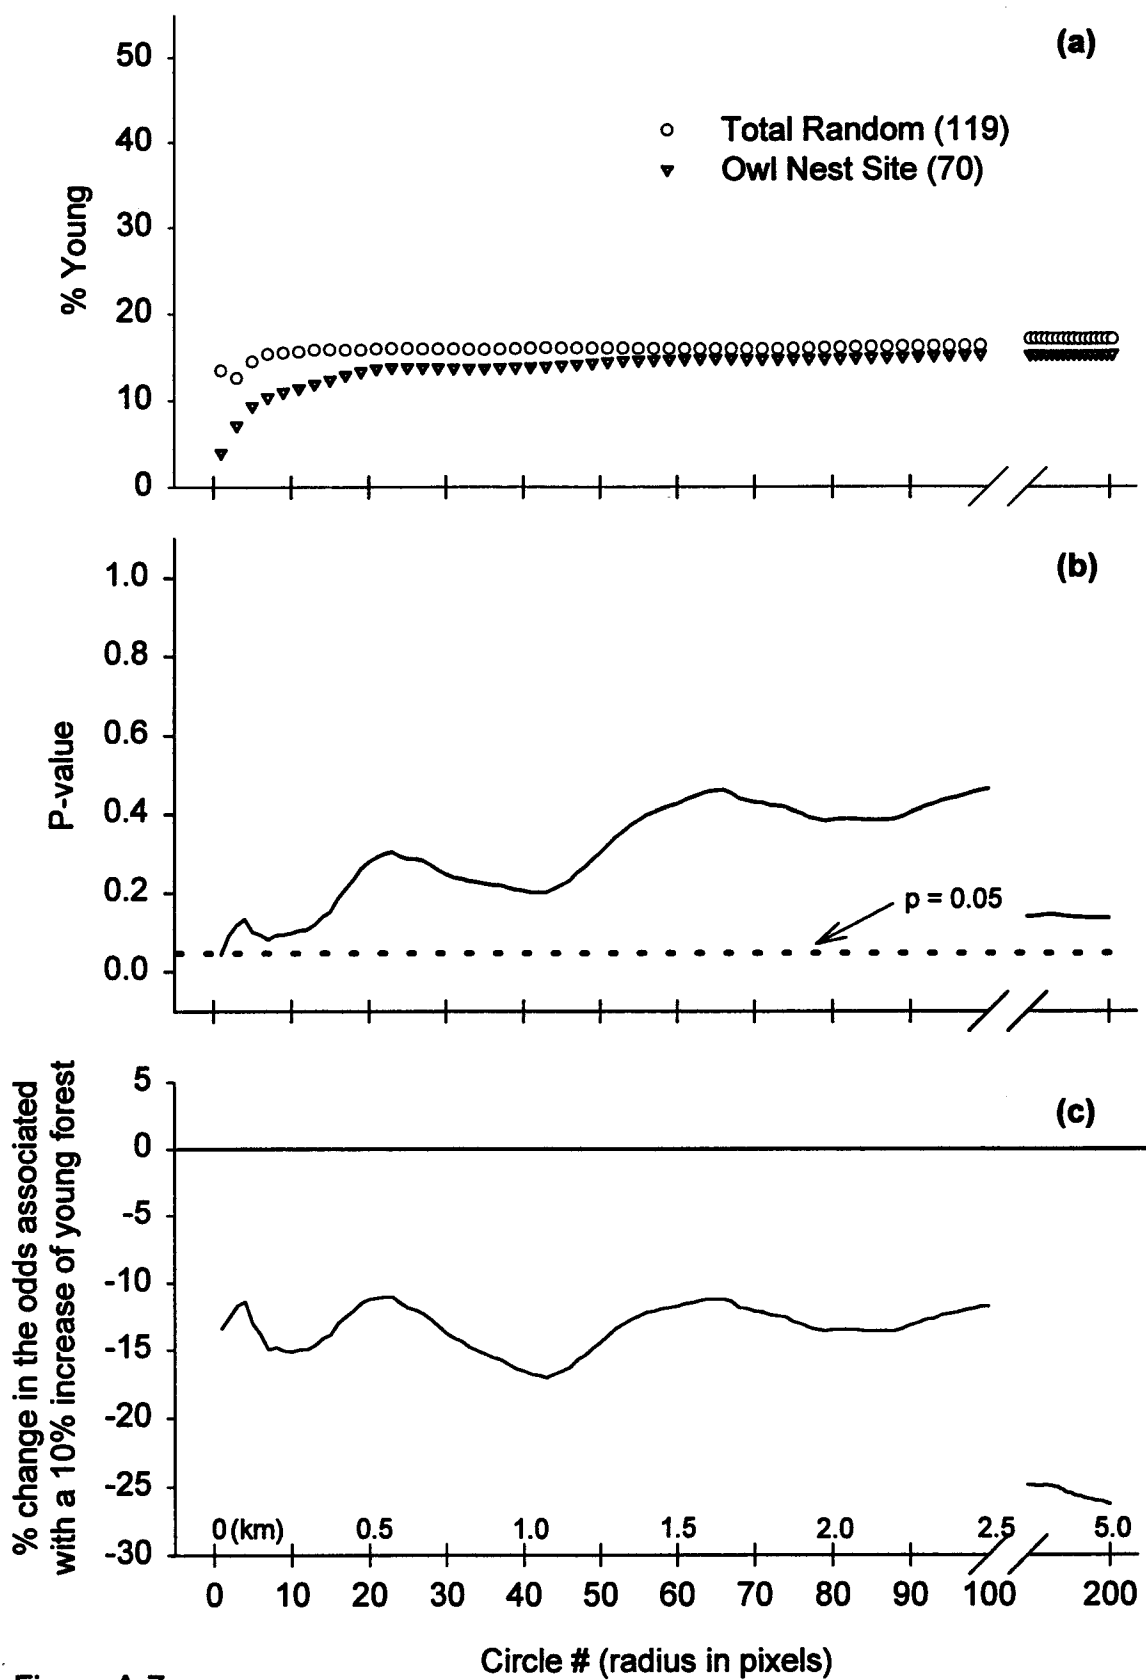 (a)
50
40
30
20
10
0
% Young
Total Random (119)
Owl Nest Site (70)
(b)
1.0
0.8
0.6
0.4
0.2
0.0
P-value
p = 0.05
(c)
5
0
-5
-10
-15
-20
-25
-30
% change in the odds associated
with a 10% increase of young forest
0 (km) 0.5 1.0 1.5 2.0 2.5 5.0
0 10 20 30 40 50 60 70 80 90 100 200
Circle # (radius in pixels)